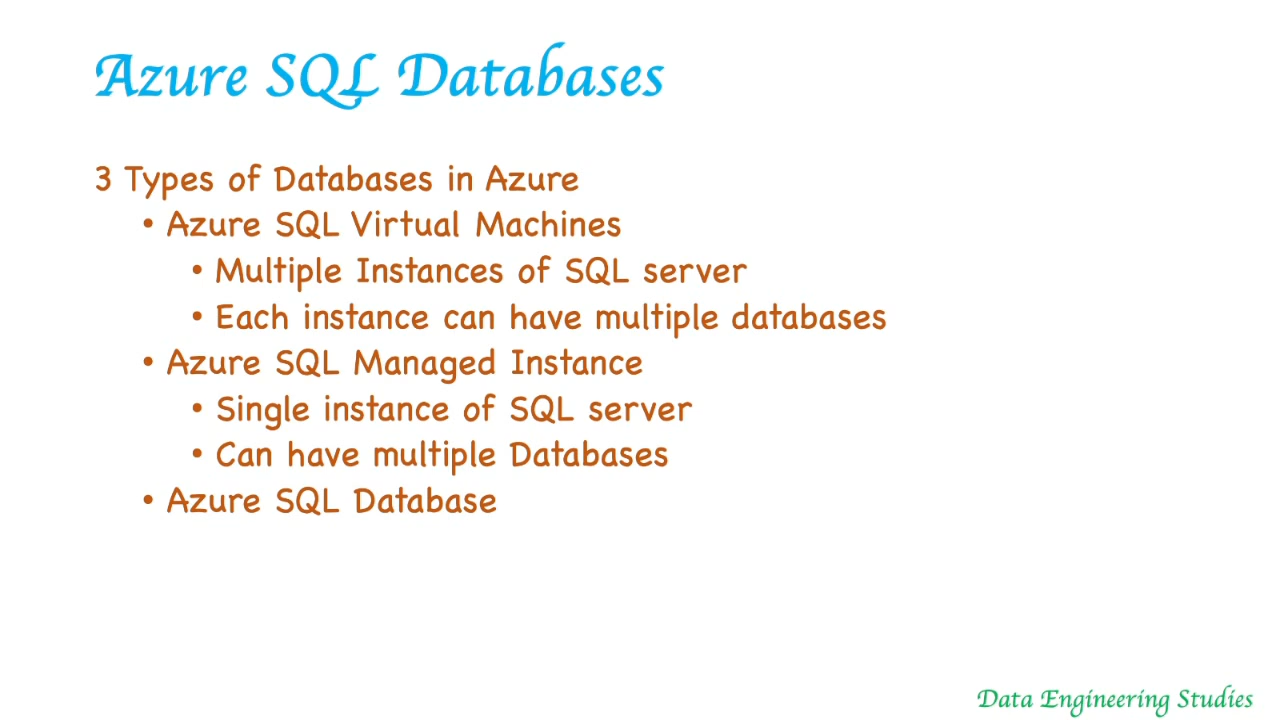 Azure SQL Databases
3 Types of Databases in Azure
• Azure SQL Virtual Machines
• Multiple Instances of SQL server
• Each instance can have multiple databases
• Azure SQL Managed Instance
• Single instance of SQL server
• Can have multiple Databases
• Azure SQL Database
Data Engineering Studies